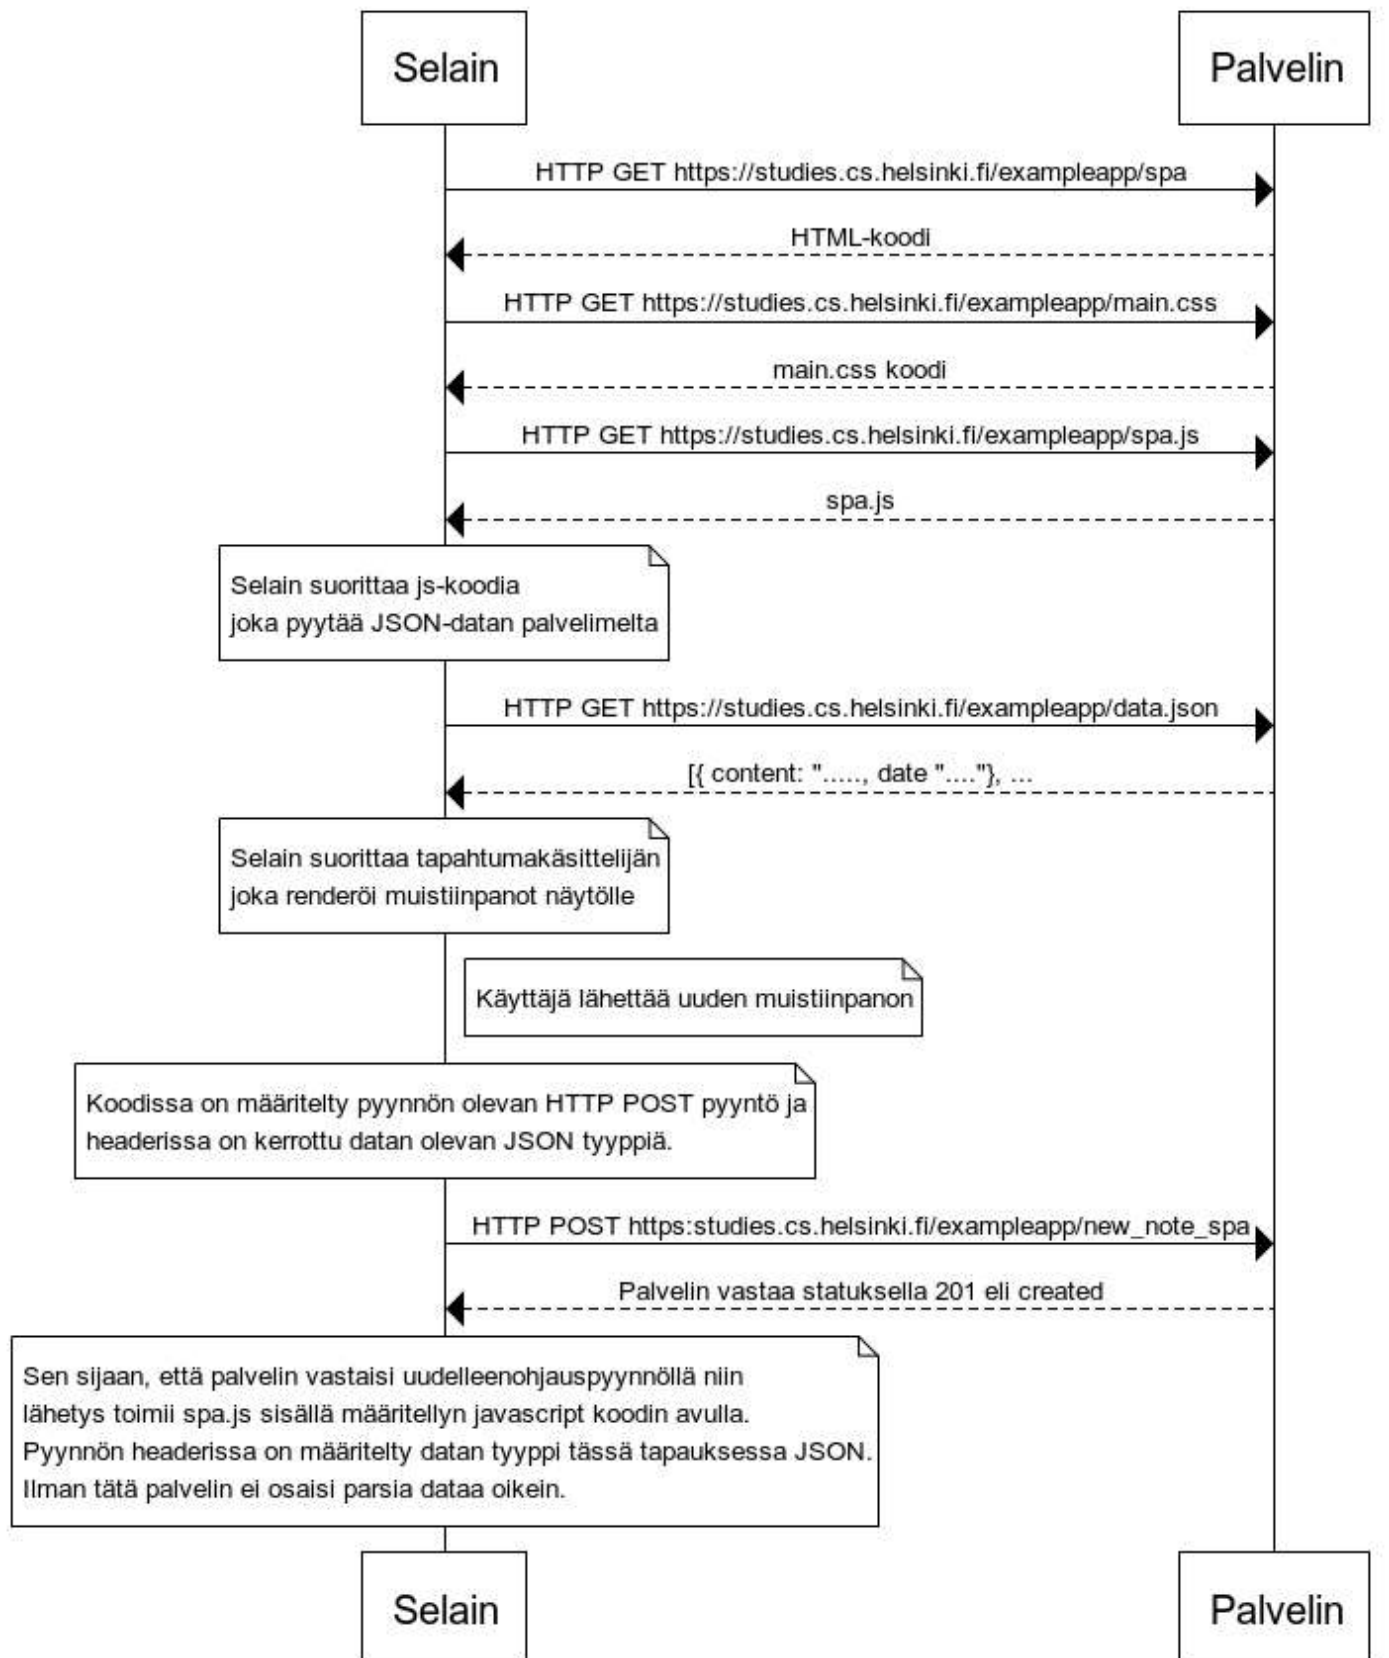 Selain
Palvelin
HTTP GET https://studies.cs.helsinki.fi/exampleapp/spa
HTML-koodi
HTTP GET https://studies.cs.helsinki.fi/exampleapp/main.css
main.css koodi
HTTP GET https://studies.cs.helsinki.fi/exampleapp/spa.js
spa.js
Selain suorittaa js-koodia
joka pyytää JSON-datan palvelimelta
HTTP GET https://studies.cs.helsinki.fi/exampleapp/data.json
[{ content: "....., date "...."}, ...
Selain suorittaa tapahtumakäsittelijän
joka renderöi muistiinpanot näytölle
Käyttäjä lähettää uuden muistiinpanon
Koodissa on määritelty pyynnön olevan HTTP POST pyyntö ja
headerissa on kerrottu datan olevan JSON tyyppiä.
HTTP POST https:studies.cs.helsinki.fi/exampleapp/new_note_spa
Palvelin vastaa statuksella 201 eli created
Sen sijaan, että palvelin vastaisi uudelleenohjauspyynnöllä niin
lähetys toimii spa.js sisällä määritellyn javascript koodin avulla.
Pyynnön headerissa on määritelty datan tyyppi tässä tapauksessa JSON.
Ilman tätä palvelin ei osaisi parsia dataa oikein.
Selain
Palvelin